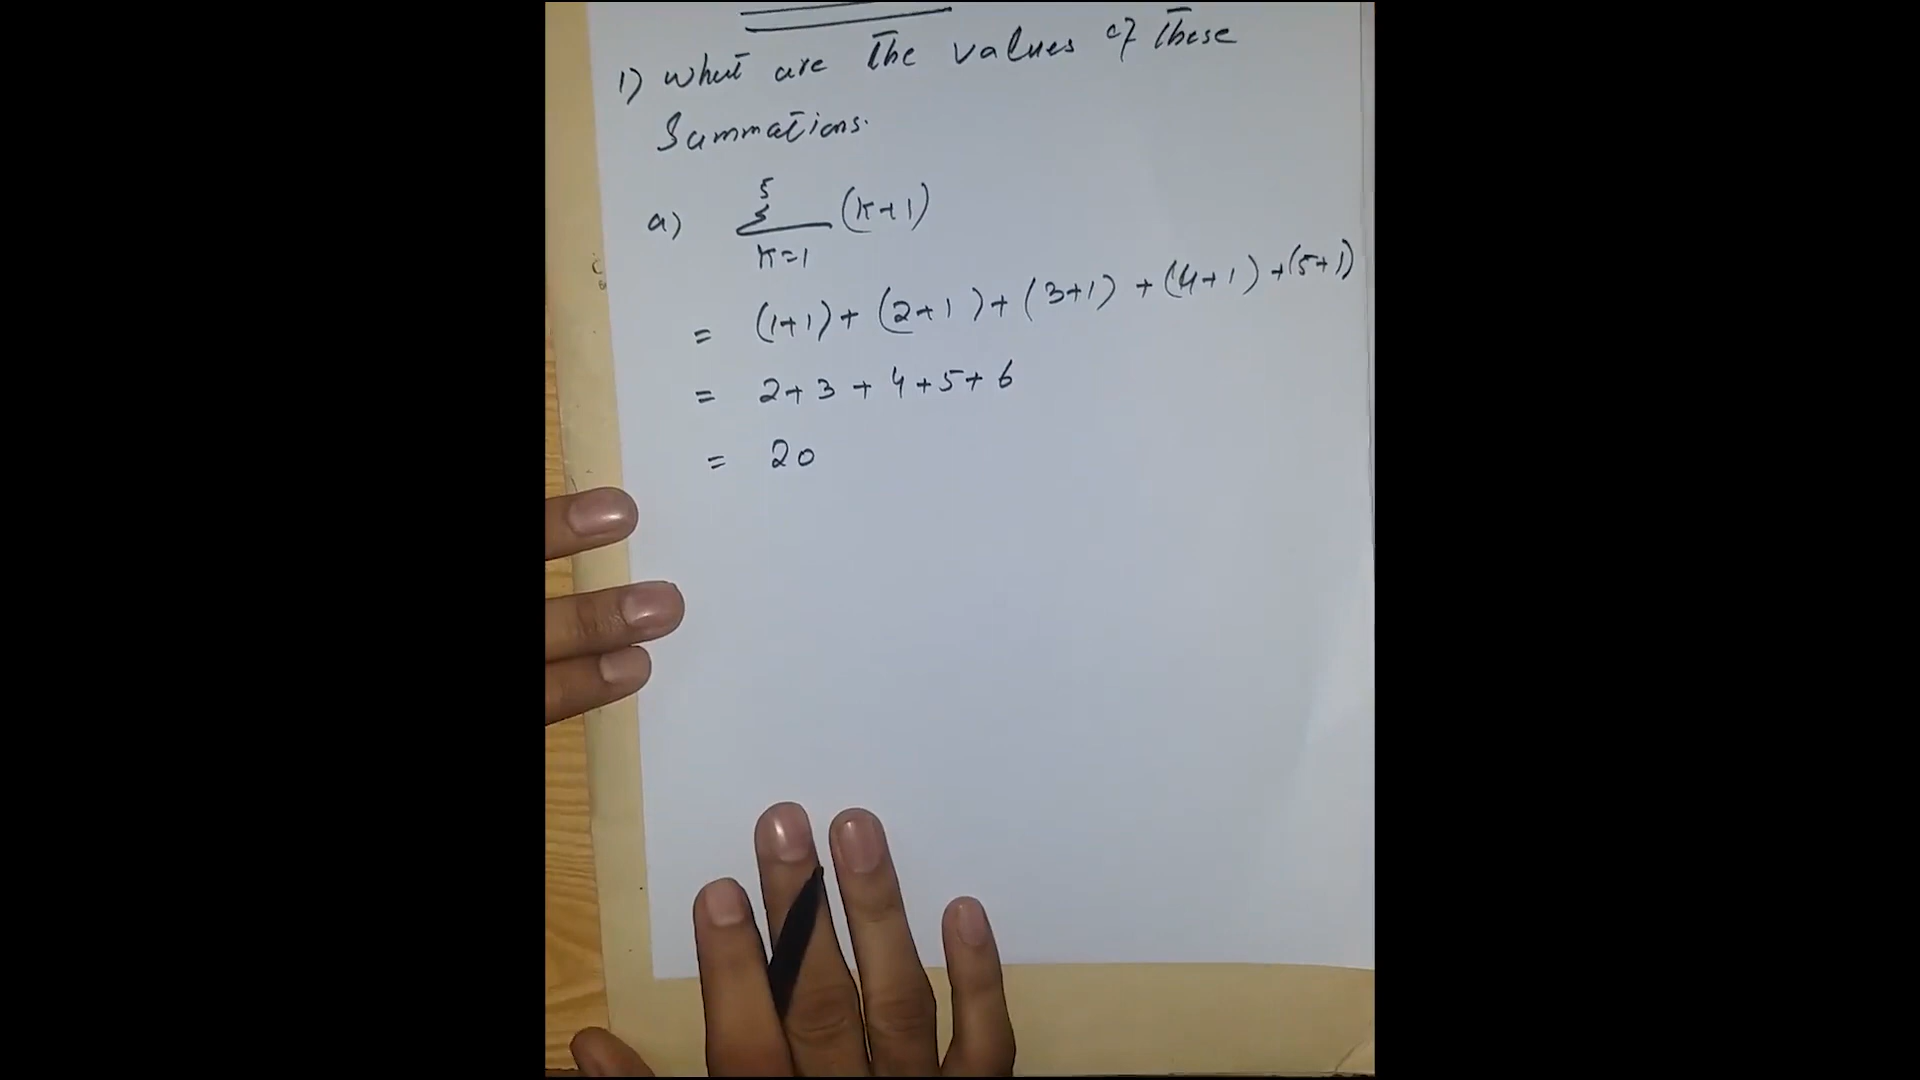 1) What are the values of these
Summations.
a) 5 Σ k=1 (k+1)
= (1+1) + (2+1) + (3+1) + (4+1) + (5+1)
= 2+3+4+5+6
= 20